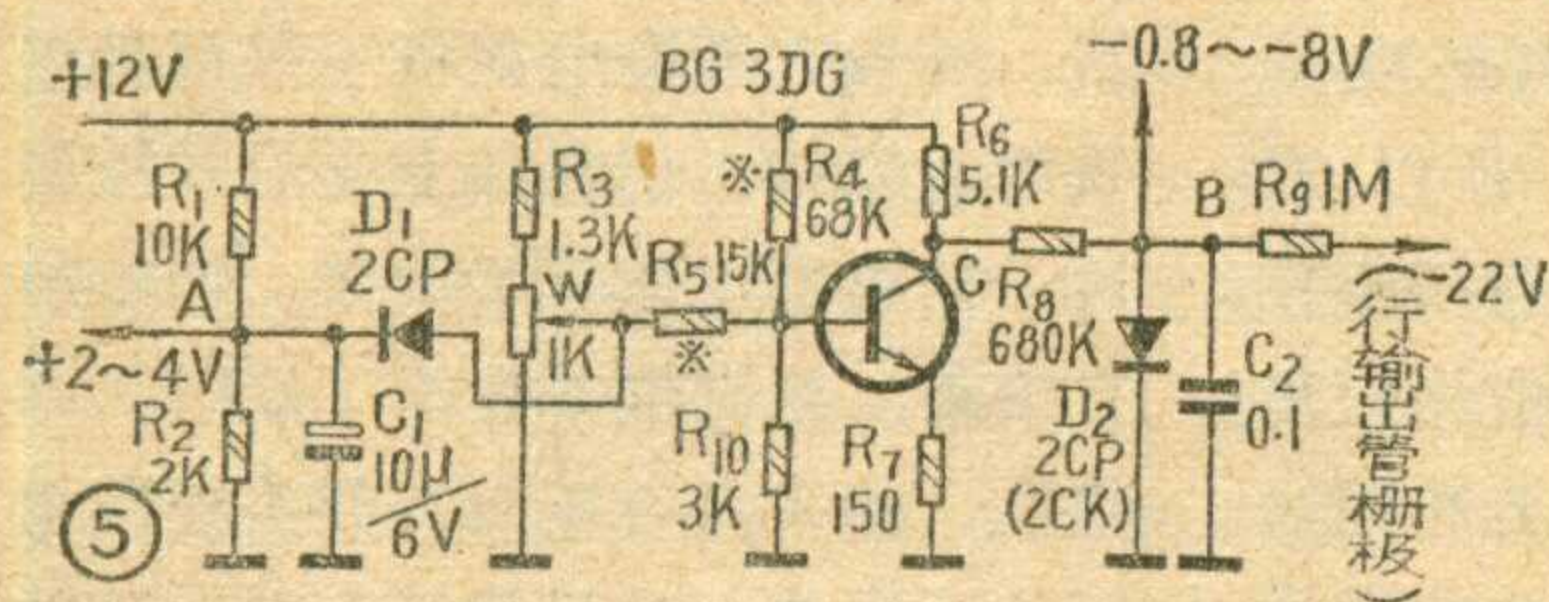 +12V
BG 3DG
-0.8~-8V
R1
10K
D1
2CP
R3
1.3K
※
R4
68K
R6
5.1K
A
B
R9 1M
+2~4V
W
1K
R5 15K
※
C
R8
680K
-22V
(行输出管栅极)
R2
2K
C1
10μ/6V
R10
3K
R7
150
D2
2CP
(2CK)
C2
0.1
⑤